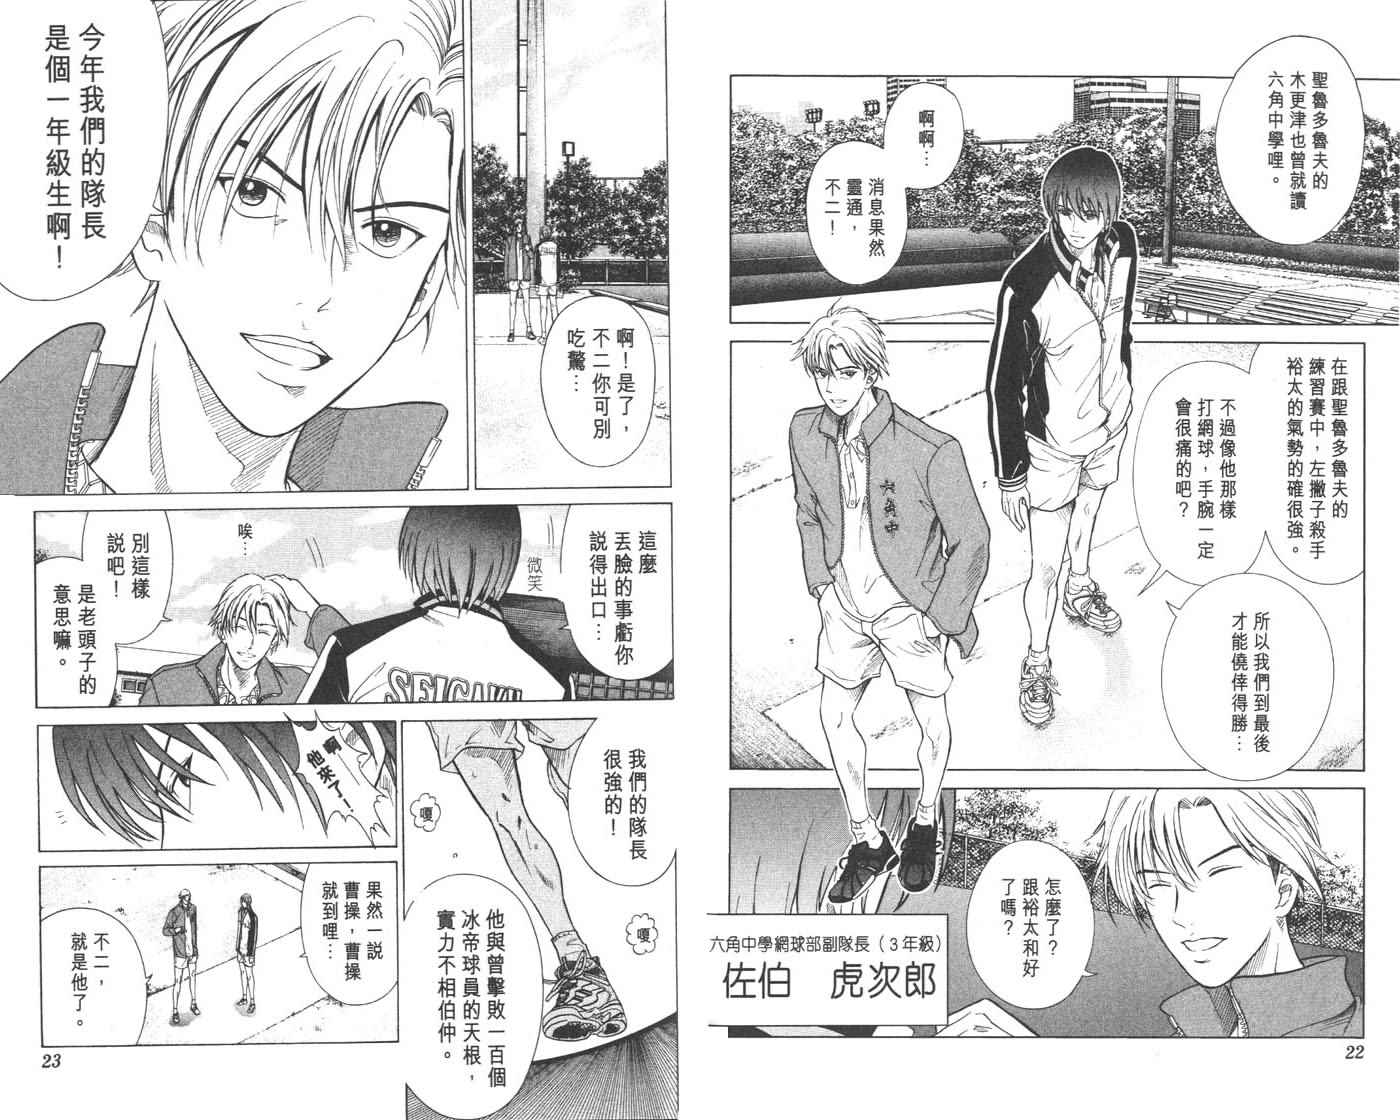 聖魯多魯夫的
木更津也曾就讀
六角中學哩。
啊啊…
消息果然
靈通，
不二！
在跟聖魯多魯夫的
練習賽中，左撇子殺手
裕太的氣勢的確很強。
不過像他那樣
打網球，手腕一定
會很痛的吧？
所以我們到最後
才能僥倖得勝…
六角中
怎麼了？
跟裕太和好
了嗎？
六角中學網球部副隊長（3年級）
佐伯　虎次郎
22
啊！是了，
不二你可別
吃驚…
今年我們的隊長
是個一年級生啊！
這麼
丟臉的事虧你
說得出口…
微笑
SEIGAKU
唉…
別這樣
說吧！
是老頭子的
意思嘛。
我們的隊長
很強的！
嗄
嗄
他與曾擊敗一百個
冰帝球員的天根，
實力不相伯仲。
啊，
他來了！
果然一說
曹操，曹操
就到哩…
不二，
就是他了。
23